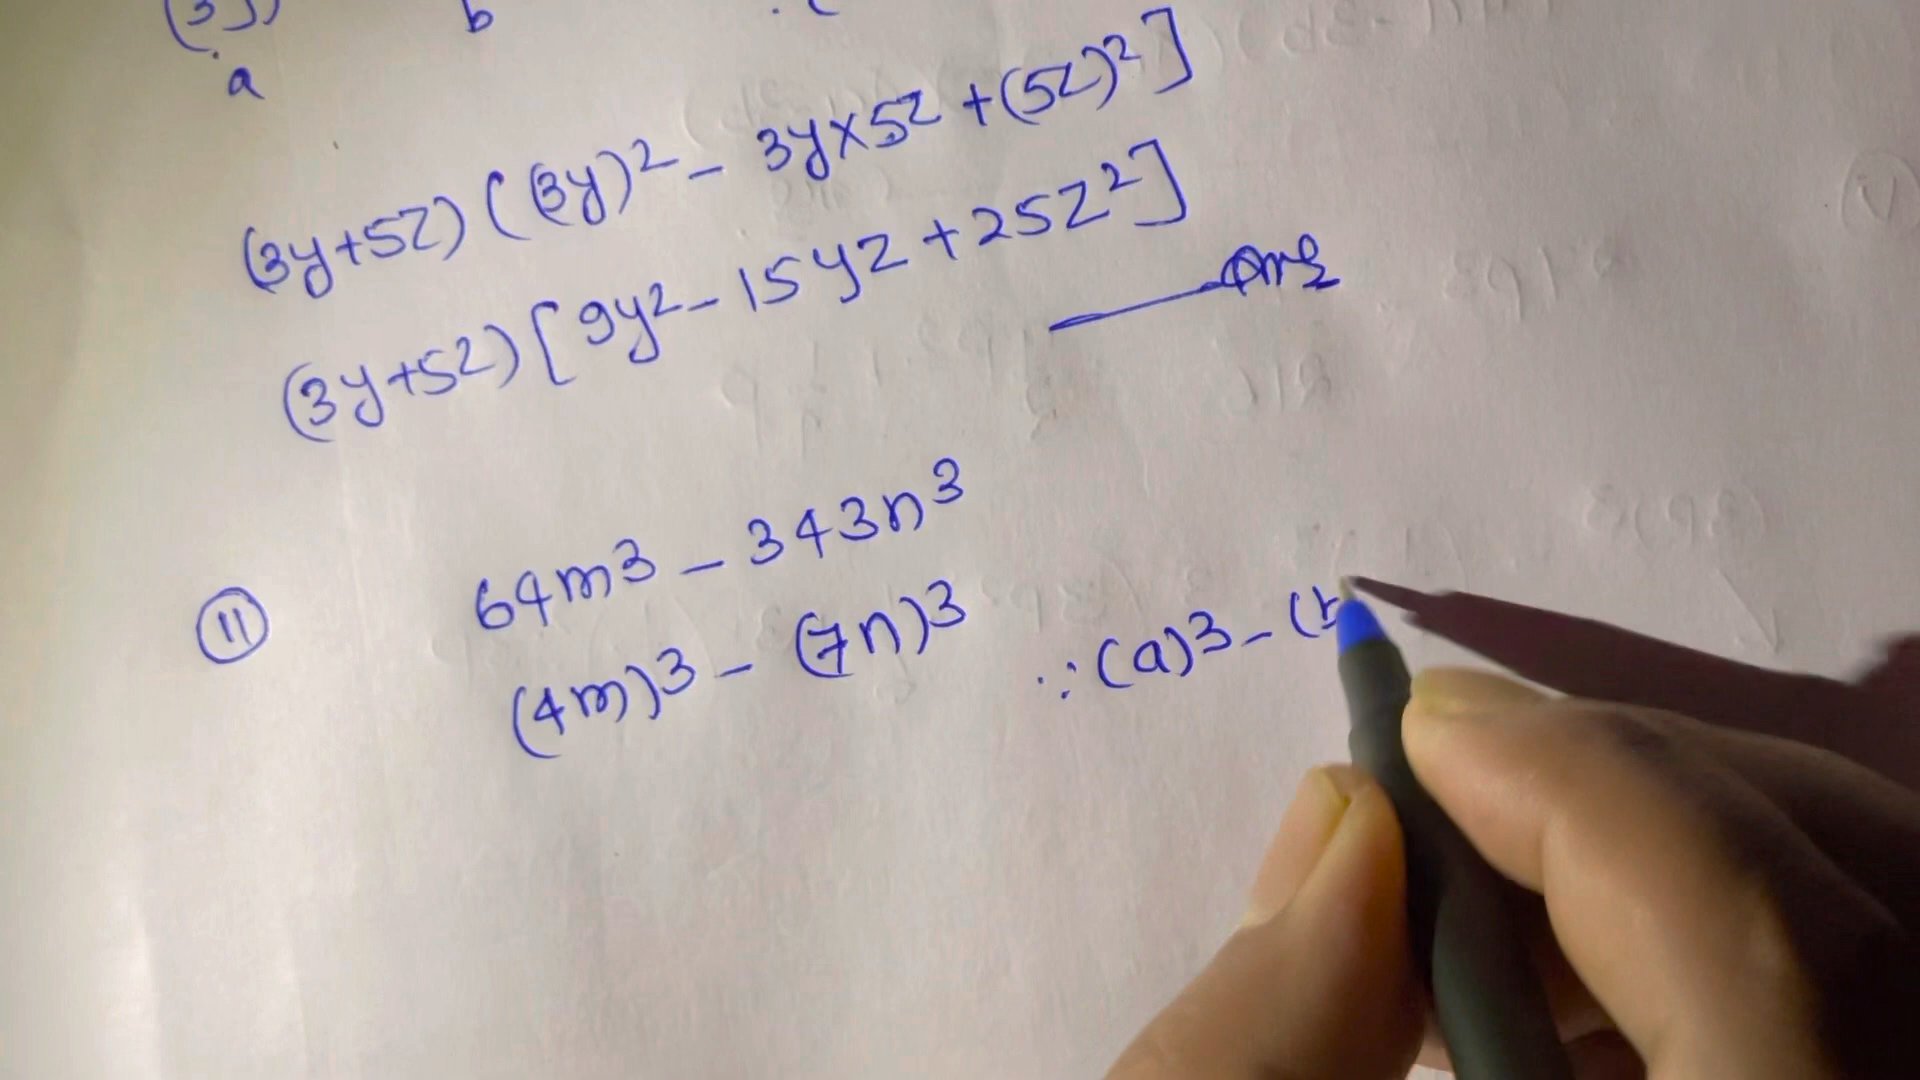 b
a
(3y+5z) ( (3y)² - 3y×5z +(5z)² ]
(3y+5z) [ 9y² - 15yz + 25z² ]
Ans
(ii) 64m³ - 343n³
(4m)³ - (7n)³ ∵ (a)³ - (b